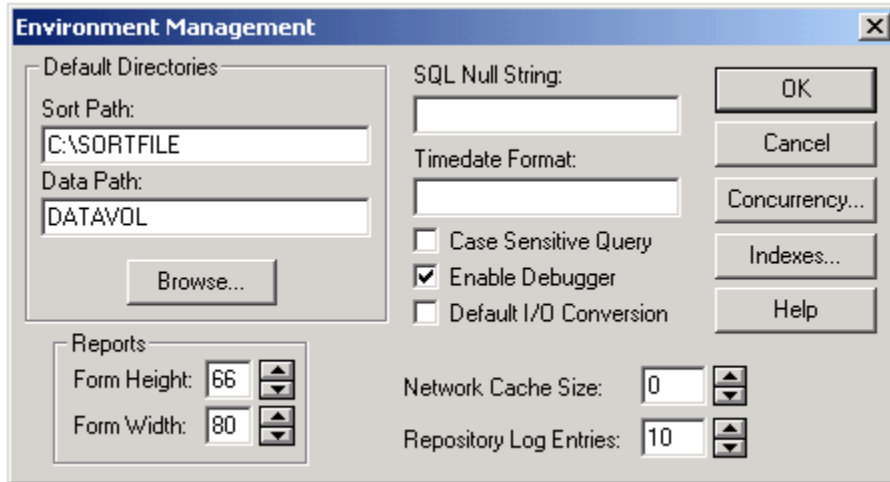 Environment Management
Default Directories
Sort Path:
C:\SORTFILE
Data Path:
DATAVOL
Browse...
SQL Null String:
Timedate Format:
Case Sensitive Query
Enable Debugger
Default I/O Conversion
OK
Cancel
Concurrency...
Indexes...
Help
Reports
Form Height: 66
Form Width: 80
Network Cache Size: 0
Repository Log Entries: 10